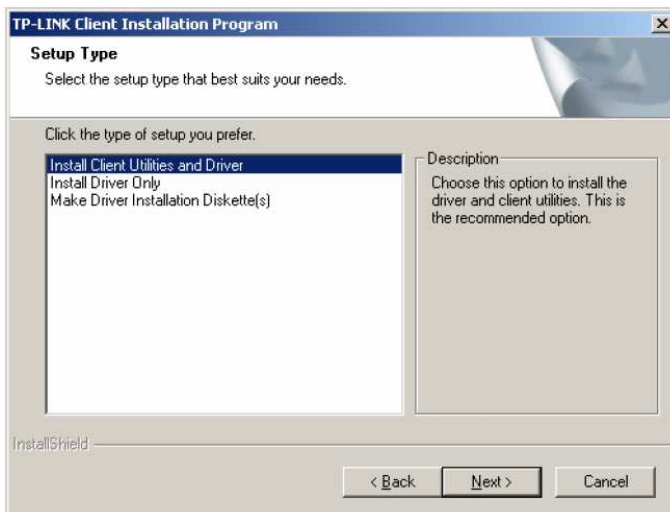 TP-LINK Client Installation Program
Setup Type
Select the setup type that best suits your needs.
Click the type of setup you prefer.
Install Client Utilities and Driver
Install Driver Only
Make Driver Installation Diskette(s)
Description
Choose this option to install the
driver and client utilities. This is
the recommended option.
InstallShield
< Back
Next >
Cancel